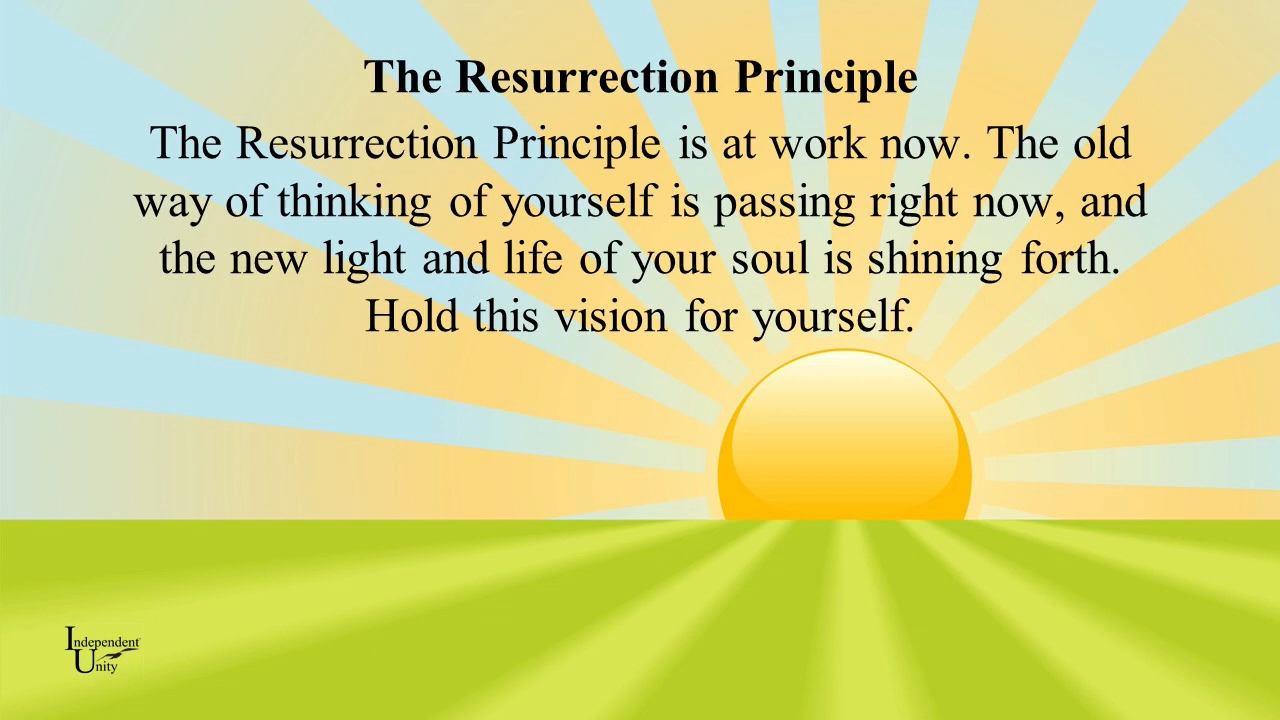 The Resurrection Principle
The Resurrection Principle is at work now. The old
way of thinking of yourself is passing right now, and
the new light and life of your soul is shining forth.
Hold this vision for yourself.
Independent
Unity